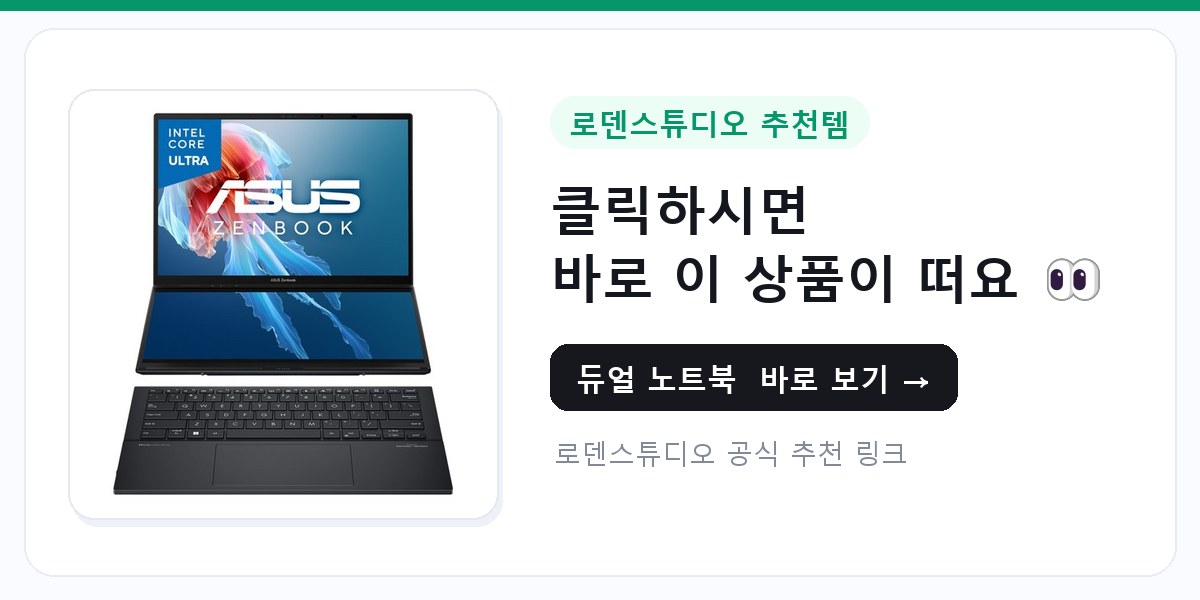 INTEL
CORE
ULTRA
ASUS
ZENBOOK
로덴스튜디오 추천템
클릭하시면
바로 이 상품이 떠요 👀
듀얼 노트북 바로 보기 →
로덴스튜디오 공식 추천 링크